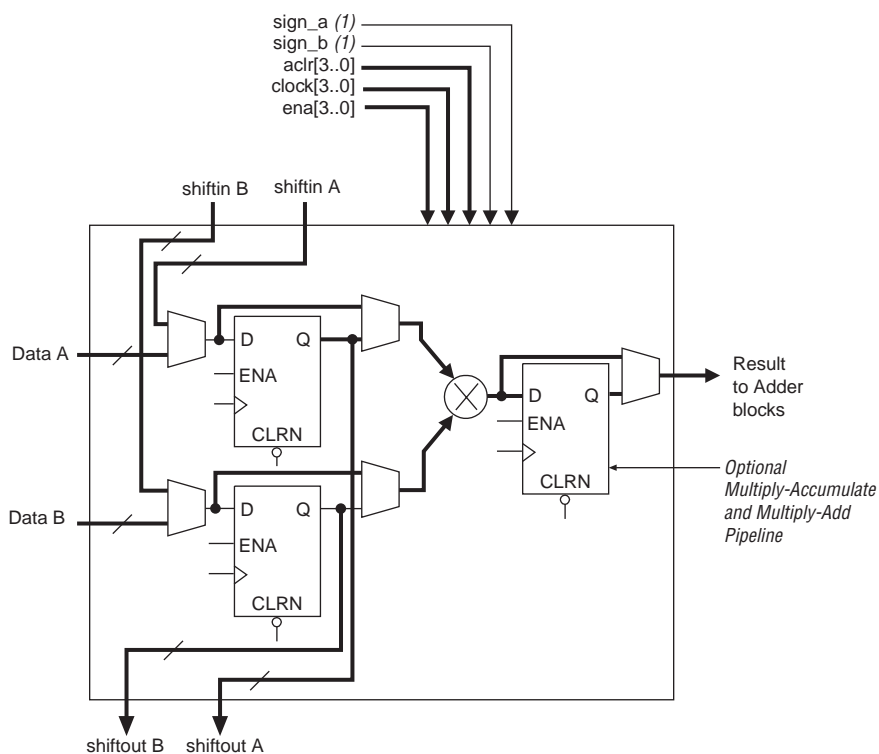 sign_a (1)
sign_b (1)
aclr[3..0]
clock[3..0]
ena[3..0]
shiftin B
shiftin A
Data A
D
Q
ENA
CLRN
Data B
D
Q
ENA
CLRN
D
Q
ENA
CLRN
Result
to Adder
blocks
Optional
Multiply-Accumulate
and Multiply-Add
Pipeline
shiftout B
shiftout A